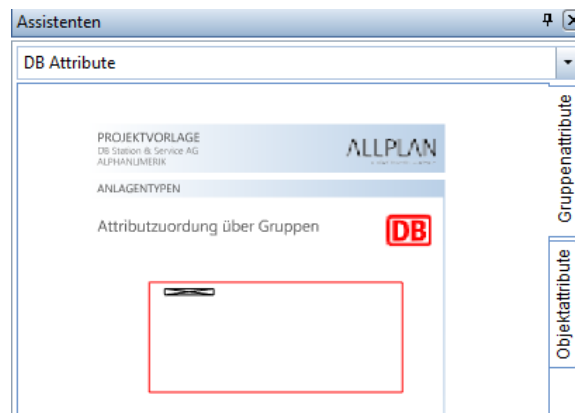 Assistenten
DB Attribute
PROJEKTVORLAGE
DB Station & Service AG
ALPHANUMERIK
ALLPLAN
ANLAGENTYPEN
Attributzuordung über Gruppen
DB
Gruppenattribute
Objektattribute